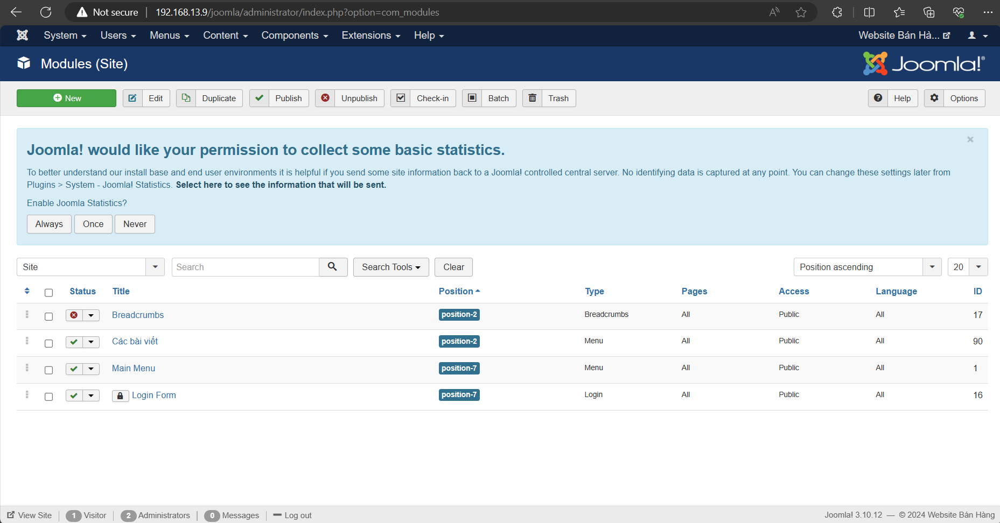 Not secure 192.168.13.9/joomla/administrator/index.php?option=com_modules
System Users Menus Content Components Extensions Help Website Bán Hà...
Modules (Site) Joomla!®
New Edit Duplicate Publish Unpublish Check-in Batch Trash Help Options
Joomla! would like your permission to collect some basic statistics. ×
To better understand our install base and end user environments it is helpful if you send some site information back to a Joomla! controlled central server. No identifying data is captured at any point. You can change these settings later from
Plugins > System - Joomla! Statistics. Select here to see the information that will be sent.
Enable Joomla Statistics?
Always Once Never
Site Search Search Tools Clear Position ascending 20
Status Title Position Type Pages Access Language ID
Breadcrumbs position-2 Breadcrumbs All Public All 17
Các bài viết position-2 Menu All Public All 90
Main Menu position-7 Menu All Public All 1
Login Form position-7 Login All Public All 16
View Site 1 Visitor 2 Administrators 0 Messages Log out Joomla! 3.10.12 — © 2024 Website Bán Hàng